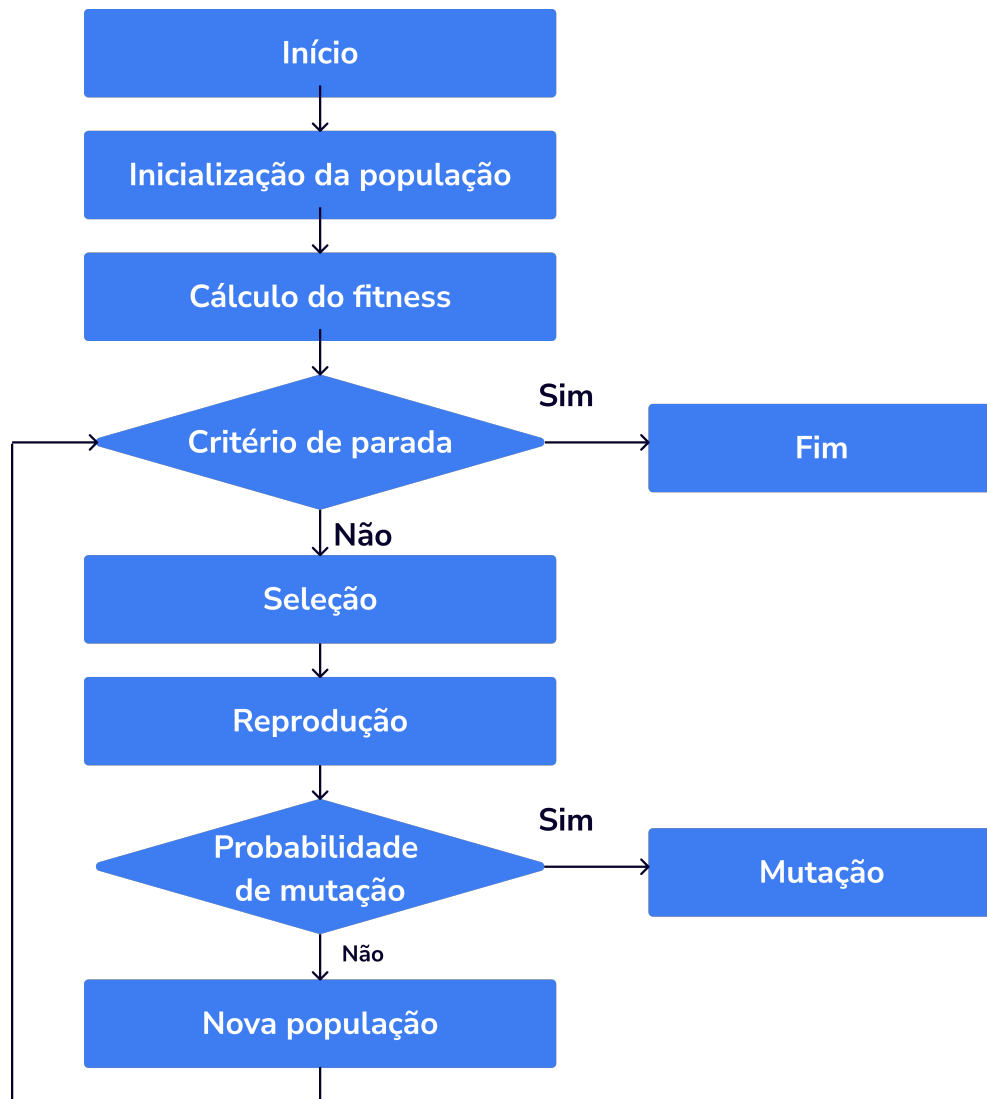 Início
Inicialização da população
Cálculo do fitness
Sim
Critério de parada
Fim
Não
Seleção
Reprodução
Sim
Probabilidade
de mutação
Mutação
Não
Nova população